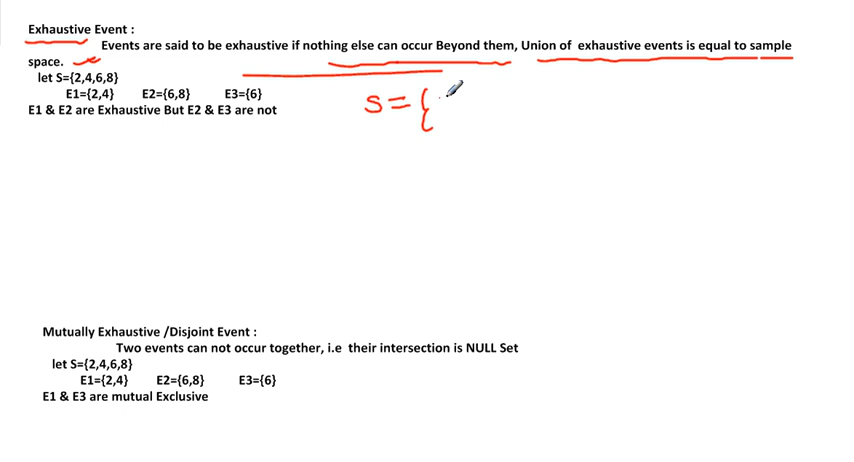 Exhaustive Event :
Events are said to be exhaustive if nothing else can occur Beyond them, Union of exhaustive events is equal to sample
space.
let S={2,4,6,8}
E1={2,4} E2={6,8} E3={6}
S={
E1 & E2 are Exhaustive But E2 & E3 are not
Mutually Exhaustive /Disjoint Event :
Two events can not occur together, i.e their intersection is NULL Set
let S={2,4,6,8}
E1={2,4} E2={6,8} E3={6}
E1 & E3 are mutual Exclusive